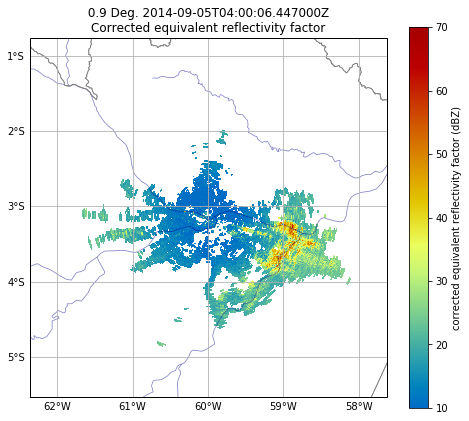 0.9 Deg. 2014-09-05T04:00:06.447000Z
Corrected equivalent reflectivity factor
1°S
2°S
3°S
4°S
5°S
62°W
61°W
60°W
59°W
58°W
70
60
50
40
30
20
10
corrected equivalent reflectivity factor (dBZ)